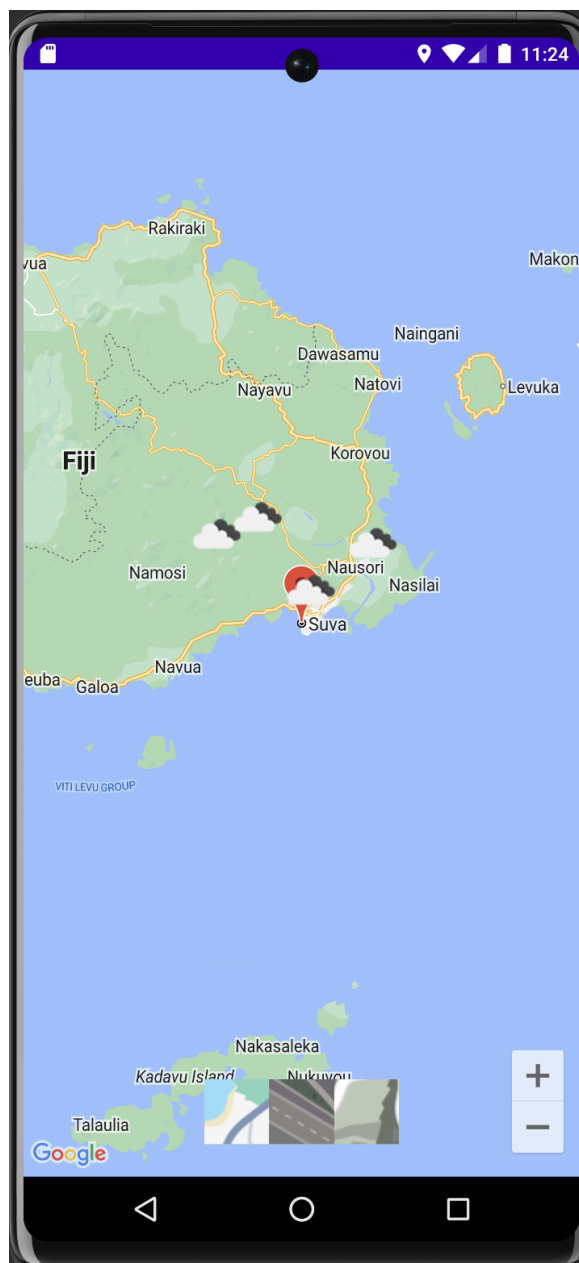 11:24
Rakiraki
vua
Makon
Naingani
Dawasamu
Nayavu
Natovi
Levuka
Korovou
Fiji
Nausori
Namosi
Nasilai
Suva
Navua
euba
Galoa
VITI LEVU GROUP
Nakasaleka
Kadavu Island
Nukuvou
Talaulia
Google